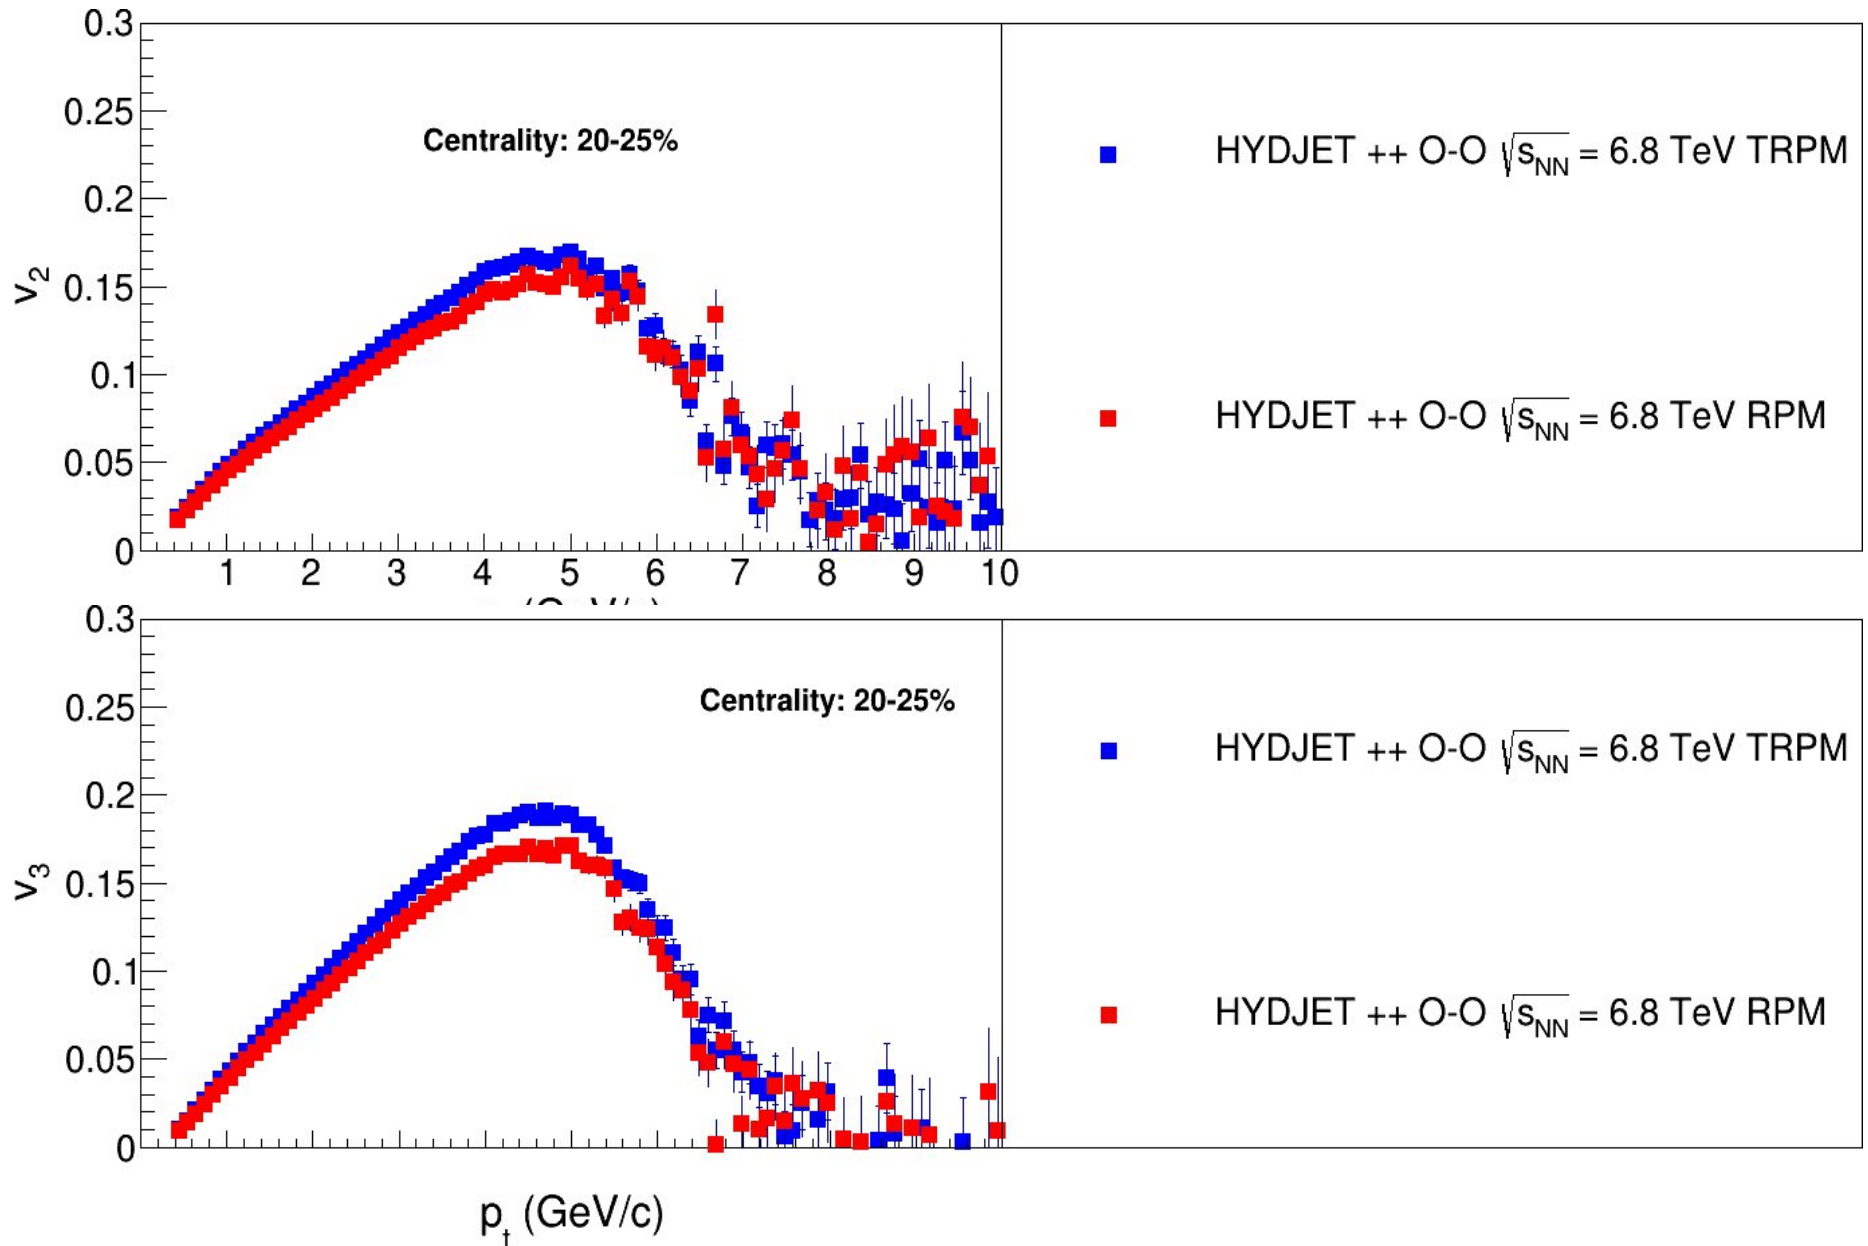 0.3
0.25
Centrality: 20-25%
HYDJET ++ O-O √sNN = 6.8 TeV TRPM
0.2
v2
0.15
0.1
HYDJET ++ O-O √sNN = 6.8 TeV RPM
0.05
0
1 2 3 4 5 6 7 8 9 10
0.3
Centrality: 20-25%
0.25
HYDJET ++ O-O √sNN = 6.8 TeV TRPM
0.2
v3
0.15
0.1
HYDJET ++ O-O √sNN = 6.8 TeV RPM
0.05
0
pt (GeV/c)